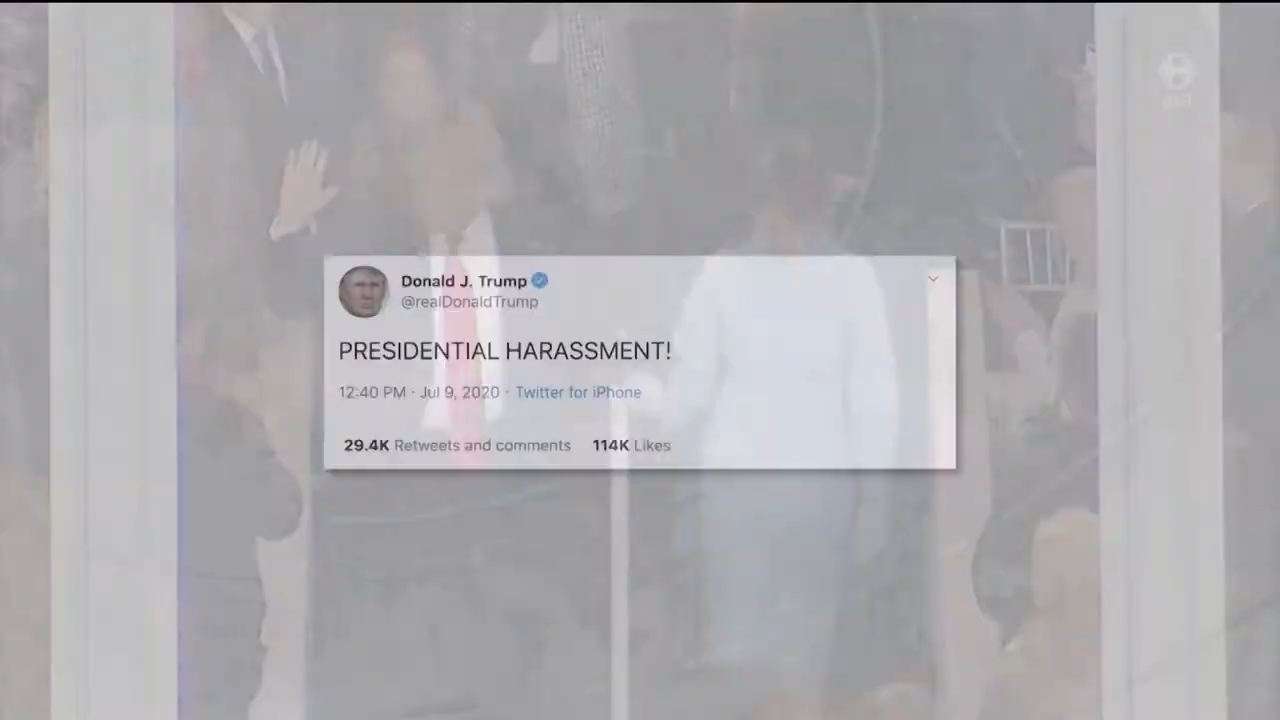 Donald J. Trump
@realDonaldTrump
PRESIDENTIAL HARASSMENT!
12:40 PM · Jul 9, 2020 · Twitter for iPhone
29.4K Retweets and comments 114K Likes